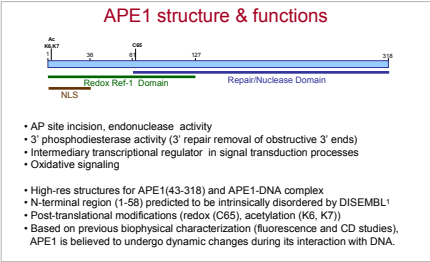 APE1 structure & functions
Ac
K6,K7
C65
1 36 61 127 318
Redox Ref-1 Domain
Repair/Nuclease Domain
NLS
• AP site incision, endonuclease activity
• 3' phosphodiesterase activity (3' repair removal of obstructive 3' ends)
• Intermediary transcriptional regulator in signal transduction processes
• Oxidative signaling
• High-res structures for APE1(43-318) and APE1-DNA complex
• N-terminal region (1-58) predicted to be intrinsically disordered by DISEMBL¹
• Post-translational modifications (redox (C65), acetylation (K6, K7))
• Based on previous biophysical characterization (fluorescence and CD studies),
APE1 is believed to undergo dynamic changes during its interaction with DNA.